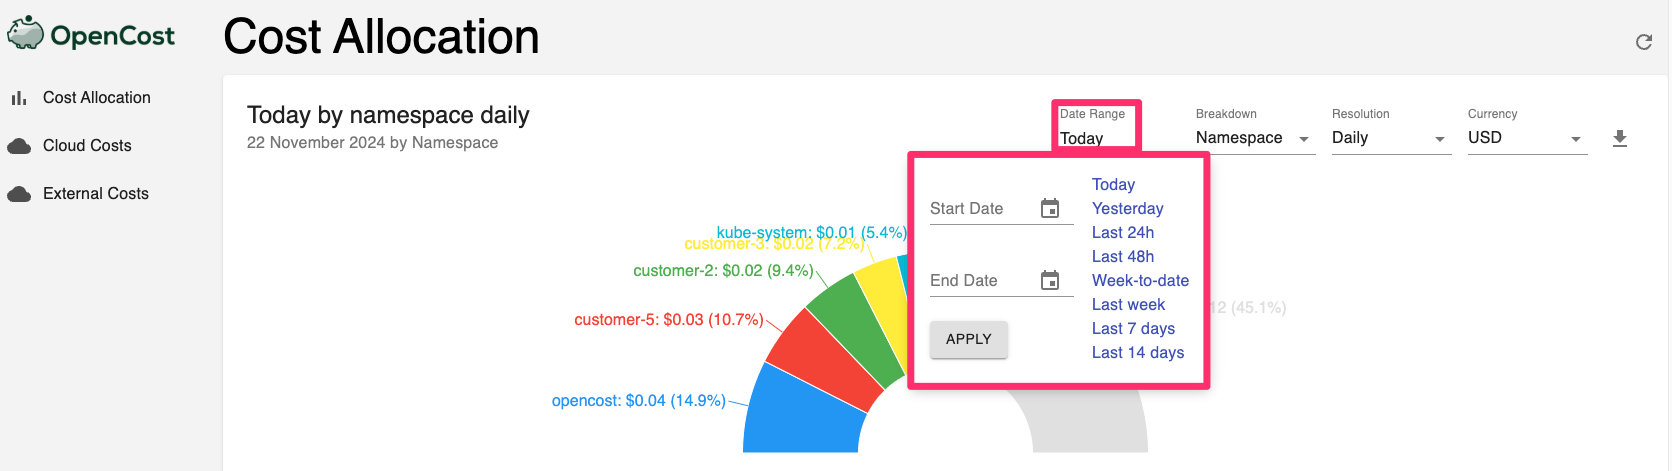 OpenCost
Cost Allocation
Cloud Costs
External Costs
Cost Allocation
Today by namespace daily
22 November 2024 by Namespace
Date Range
Today
Breakdown
Namespace
Resolution
Daily
Currency
USD
Start Date
End Date
APPLY
Today
Yesterday
Last 24h
Last 48h
Week-to-date
Last week
Last 7 days
Last 14 days
kube-system: $0.01 (5.4%)
customer-3: $0.02 (7.2%)
customer-2: $0.02 (9.4%)
customer-5: $0.03 (10.7%)
opencost: $0.04 (14.9%)
12 (45.1%)